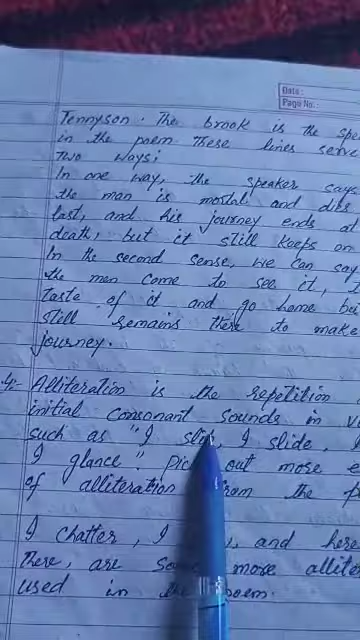 Date :
Page No. :
Tennyson. The brook is the spe
in the poem. These lines serve
two ways:
In one way, the speaker says
the man is mortal and dies
last, and his journey ends at
death, but it still keeps on
In the second sense, we can say
the men come to see it,
taste of it and go home bei
still remains there to make
journey.
4:- Alliteration is the repetition
initial consonant sounds in
such as "I slip, I slide,
I glance". Pick out more e
of alliteration from the
I chatter, I and here
there, are some more allite
used in the poem.